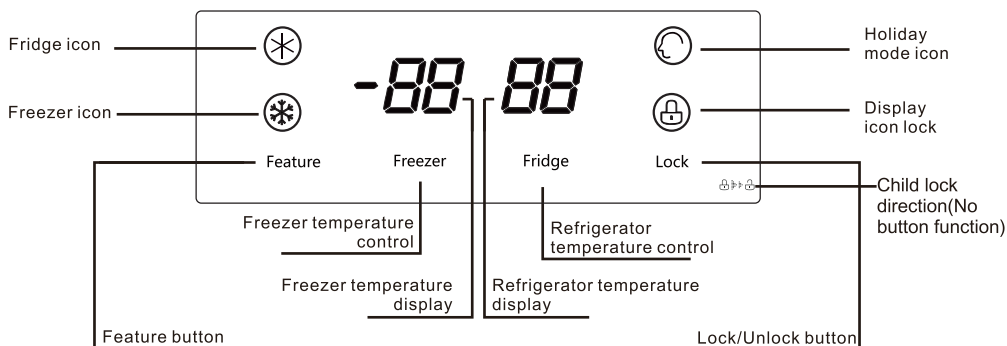 Fridge icon
Holiday
mode icon
-88 88
Freezer icon
Display
icon lock
Feature Freezer Fridge Lock
Child lock
direction(No
button function)
Freezer temperature
control
Refrigerator
temperature control
Freezer temperature
display
Refrigerator temperature
display
Feature button
Lock/Unlock button